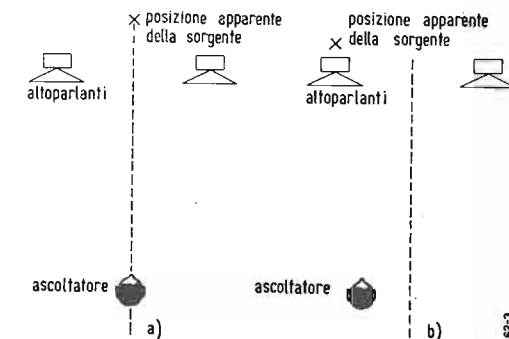 posizione apparente
della sorgente
altoparlanti
ascoltatore
a)
posizione apparente
della sorgente
altoparlanti
ascoltatore
b)